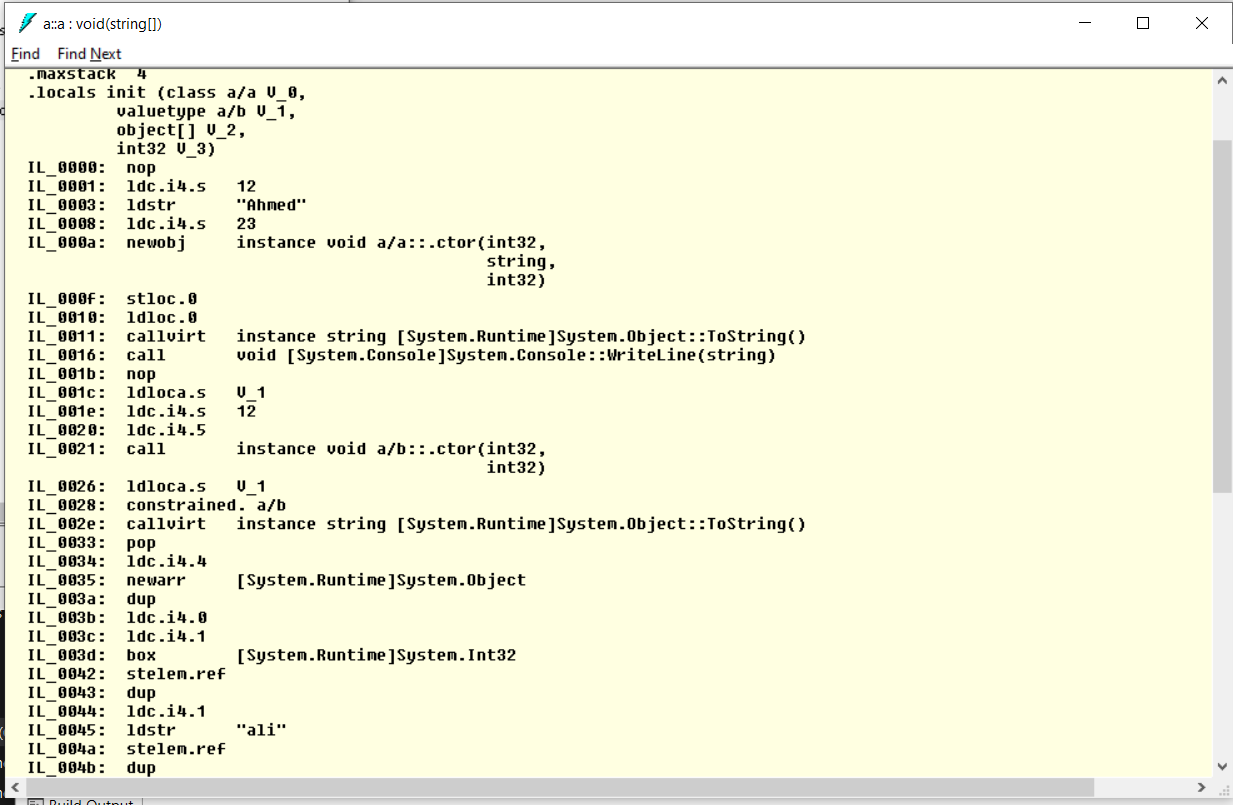 a::a : void(string[])
Find Find Next
.maxstack 4
.locals init (class a/a V_0,
valuetype a/b V_1,
object[] V_2,
int32 V_3)
IL_0000: nop
IL_0001: ldc.i4.s 12
IL_0003: ldstr "Ahmed"
IL_0008: ldc.i4.s 23
IL_000a: newobj instance void a/a::.ctor(int32,
string,
int32)
IL_000f: stloc.0
IL_0010: ldloc.0
IL_0011: callvirt instance string [System.Runtime]System.Object::ToString()
IL_0016: call void [System.Console]System.Console::WriteLine(string)
IL_001b: nop
IL_001c: ldloca.s V_1
IL_001e: ldc.i4.s 12
IL_0020: ldc.i4.5
IL_0021: call instance void a/b::.ctor(int32,
int32)
IL_0026: ldloca.s V_1
IL_0028: constrained. a/b
IL_002e: callvirt instance string [System.Runtime]System.Object::ToString()
IL_0033: pop
IL_0034: ldc.i4.4
IL_0035: newarr [System.Runtime]System.Object
IL_003a: dup
IL_003b: ldc.i4.0
IL_003c: ldc.i4.1
IL_003d: box [System.Runtime]System.Int32
IL_0042: stelem.ref
IL_0043: dup
IL_0044: ldc.i4.1
IL_0045: ldstr "ali"
IL_004a: stelem.ref
IL_004b: dup
Build Output